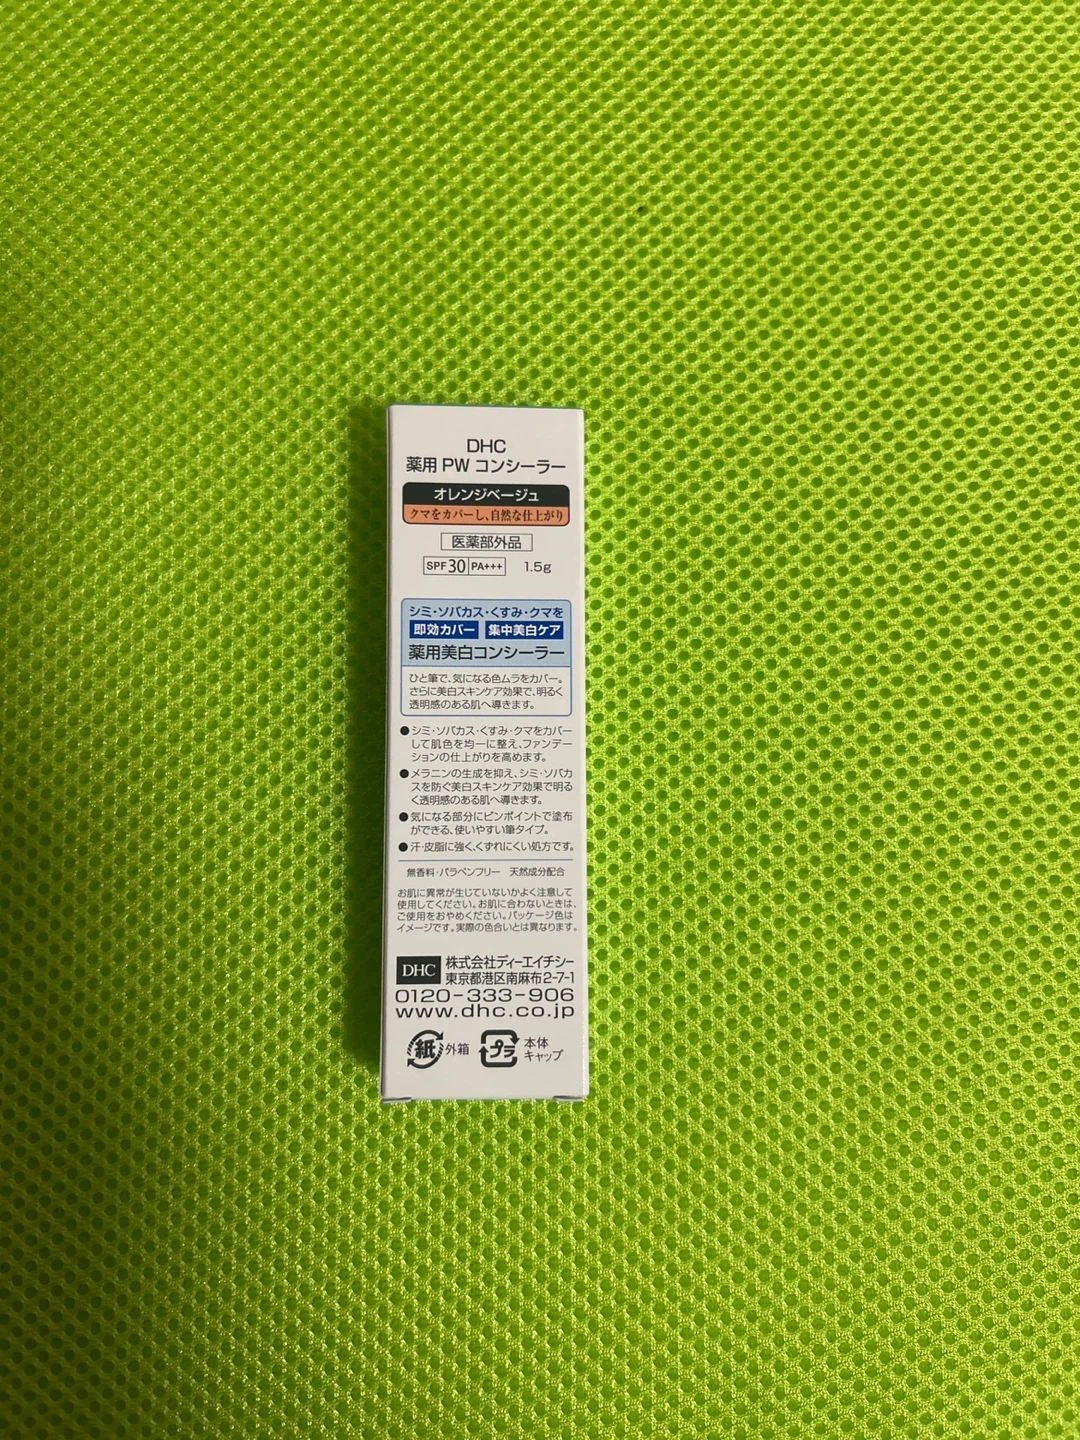 DHC
薬用 PW コンシーラー
オレンジベージュ
クマをカバーし、自然な仕上がり
医薬部外品
SPF30 PA+++ 1.5g
シミ・ソバカス・くすみ・クマを
即効カバー 集中美白ケア
薬用美白コンシーラー
ひと筆で、気になる色ムラをカバー。
さらに美白スキンケア効果で、明るく
透明感のある肌へ導きます。
●シミ・ソバカス・くすみ・クマをカバー
して肌色を均一に整え、ファンデー
ションの仕上がりを高めます。
●メラニンの生成を抑え、シミ・ソバカ
スを防ぐ美白スキンケア効果で明る
く透明感のある肌へ導きます。
●気になる部分にピンポイントで塗布
ができる、使いやすい筆タイプ。
●汗・皮脂に強く、くずれにくい処方です。
無香料・パラベンフリー 天然成分配合
お肌に異常が生じていないかよく注意して
使用してください。お肌に合わないときは、
ご使用をおやめください。パッケージ色は
イメージです。実際の色合いとは異なります。
DHC 株式会社ディーエイチシー
東京都港区南麻布2-7-1
0120-333-906
www.dhc.co.jp
紙 外箱 プラ 本体
キャップ